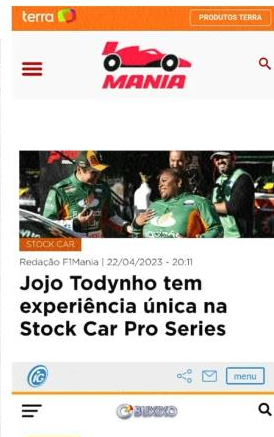 terra
PRODUTOS TERRA
MANIA
STOCK CAR
Redação F1Mania | 22/04/2023 - 20:11
Jojo Todynho tem
experiência única na
Stock Car Pro Series
iG
menu
BUXIXO